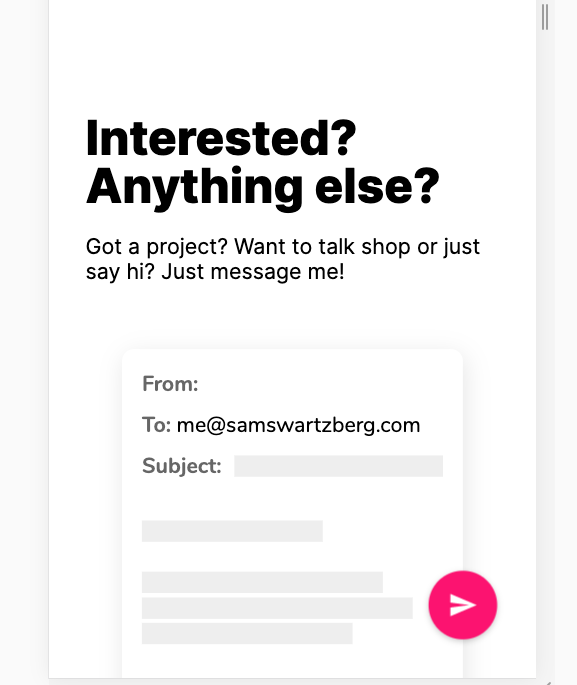 Interested?
Anything else?
Got a project? Want to talk shop or just
say hi? Just message me!
From:
To: me@samswartzberg.com
Subject: